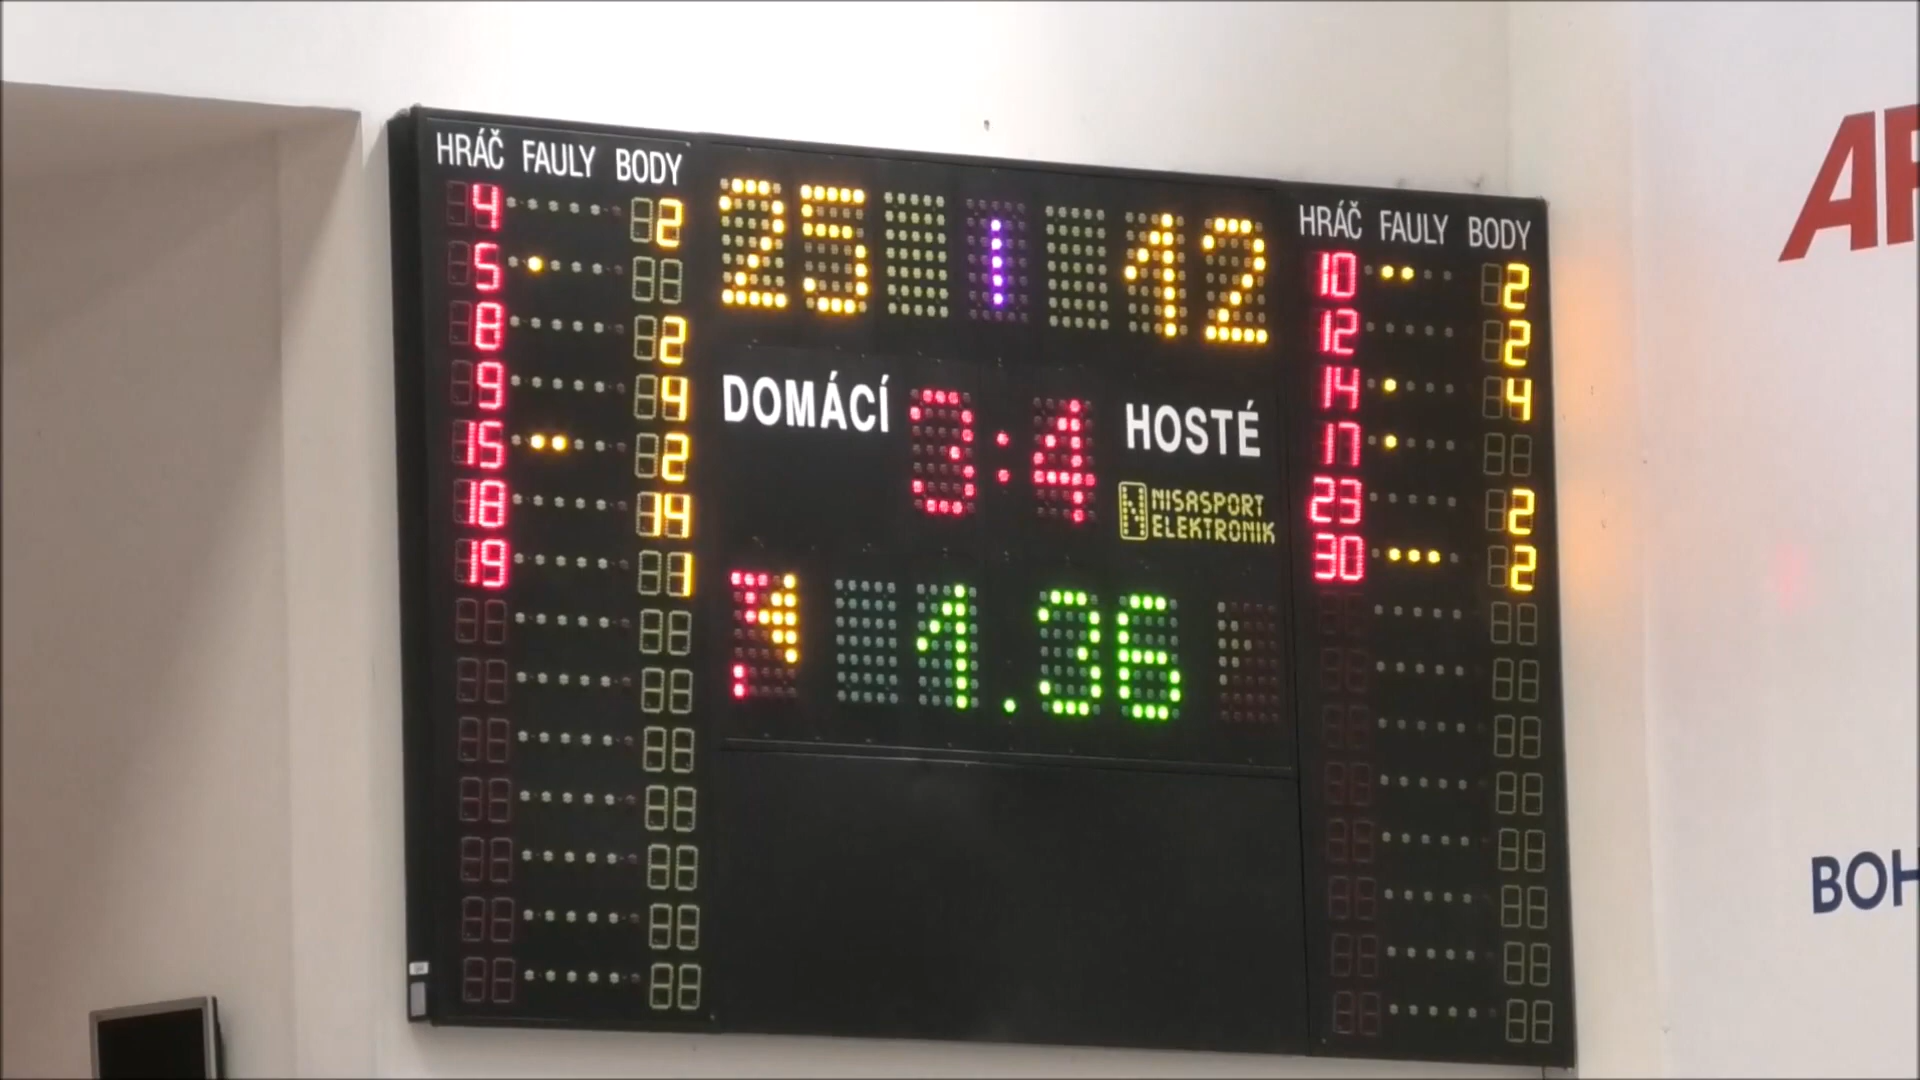 HRÁČ FAULY BODY
4 2
5
8 2
9 4
15 2
18 14
19 1
25 1 12
DOMÁCÍ 3:4 HOSTÉ
NISASPORT
ELEKTRONIK
1.36
HRÁČ FAULY BODY
10 2
12 2
14 4
17
23 2
30 2
BOH